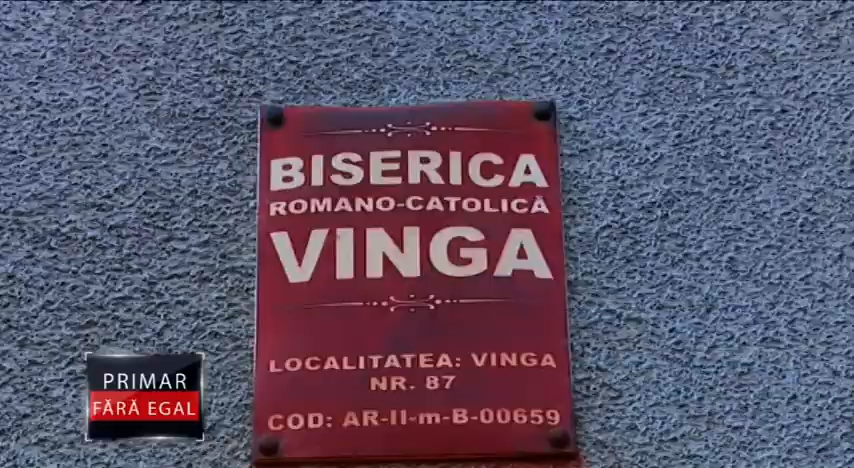 BISERICA
ROMANO-CATOLICĂ
VINGA
LOCALITATEA: VINGA
NR. 87
COD: AR-II-m-B-00659
PRIMAR
FĂRĂ EGAL